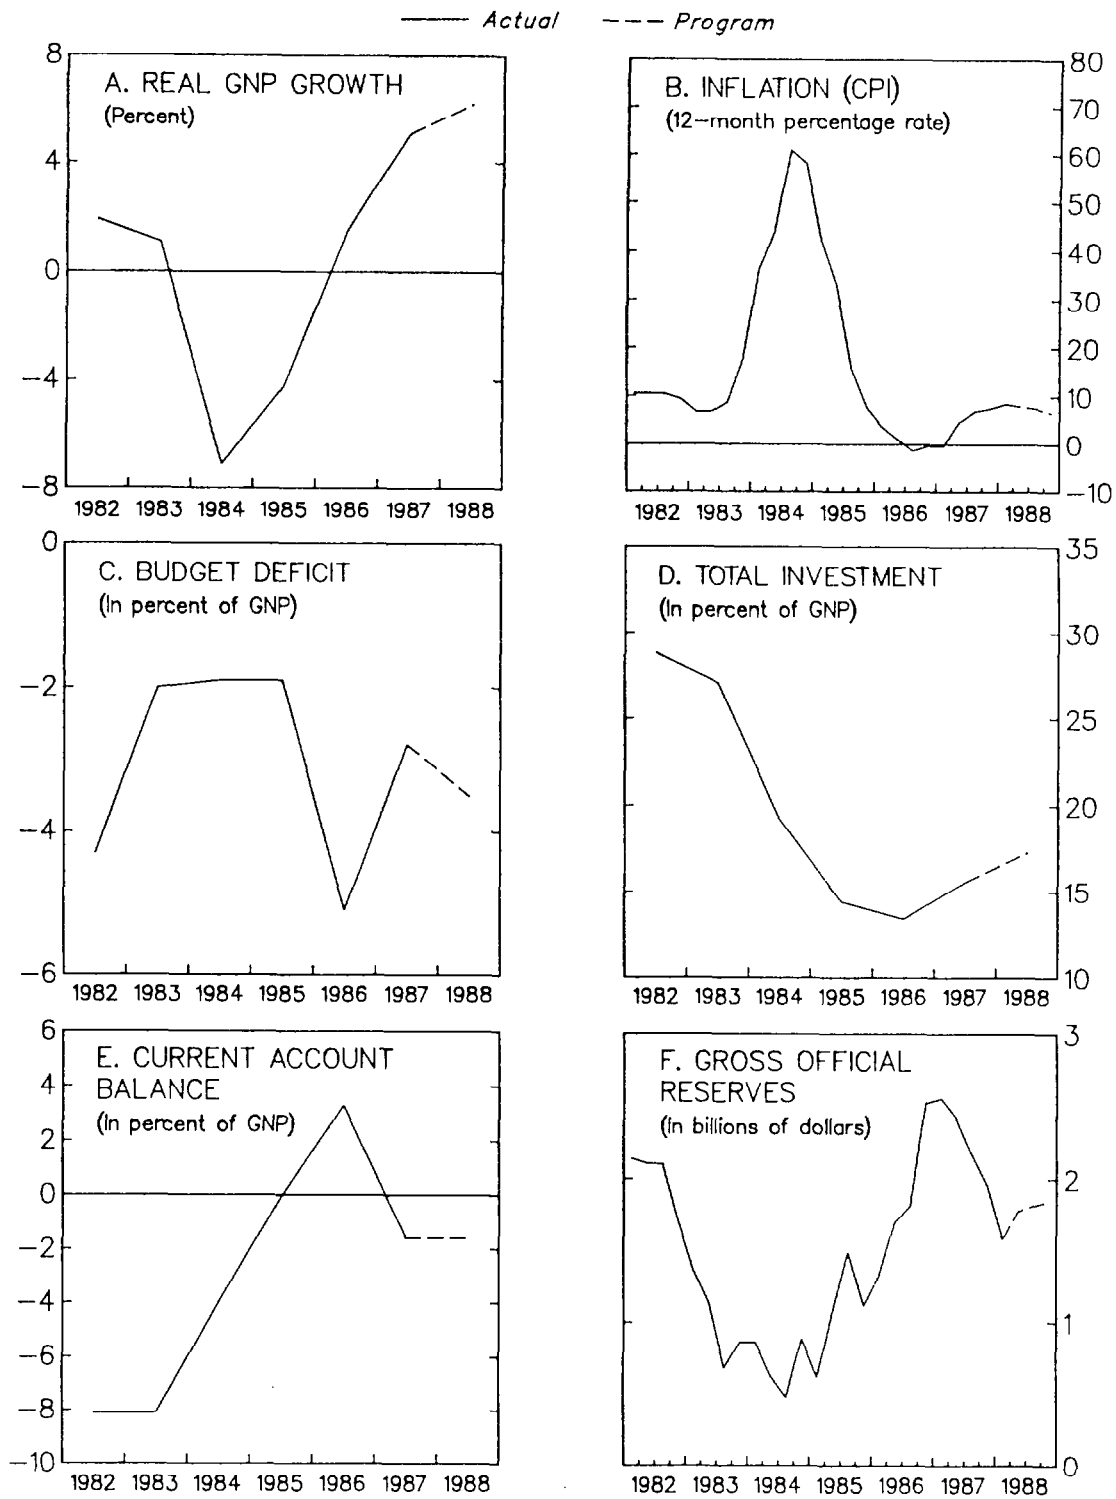 Actual Program
A. REAL GNP GROWTH
(Percent)
8
4
0
−4
−8
1982 1983 1984 1985 1986 1987 1988
B. INFLATION (CPI)
(12−month percentage rate)
80
70
60
50
40
30
20
10
0
−10
1982 1983 1984 1985 1986 1987 1988
C. BUDGET DEFICIT
(In percent of GNP)
0
−2
−4
−6
1982 1983 1984 1985 1986 1987 1988
D. TOTAL INVESTMENT
(In percent of GNP)
35
30
25
20
15
10
1982 1983 1984 1985 1986 1987 1988
E. CURRENT ACCOUNT
BALANCE
(In percent of GNP)
6
4
2
0
−2
−4
−6
−8
−10
1982 1983 1984 1985 1986 1987 1988
F. GROSS OFFICIAL
RESERVES
(In billions of dollars)
3
2
1
0
1982 1983 1984 1985 1986 1987 1988